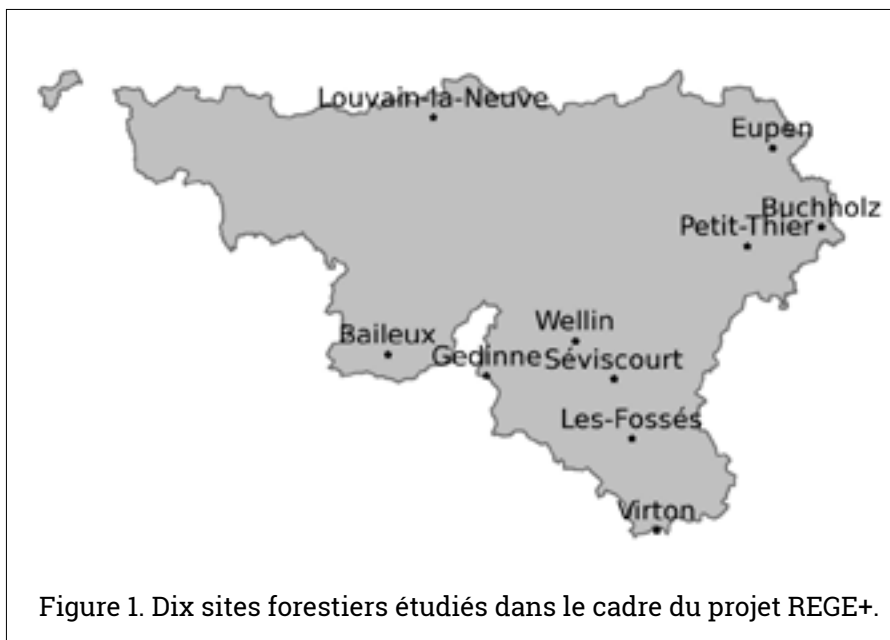 Louvain-la-Neuve
Eupen
Buchholz
Petit-Thier
Wellin
Baileux
Gedinne
Séviscourt
Les-Fossés
Virton
Figure 1. Dix sites forestiers étudiés dans le cadre du projet REGE+.